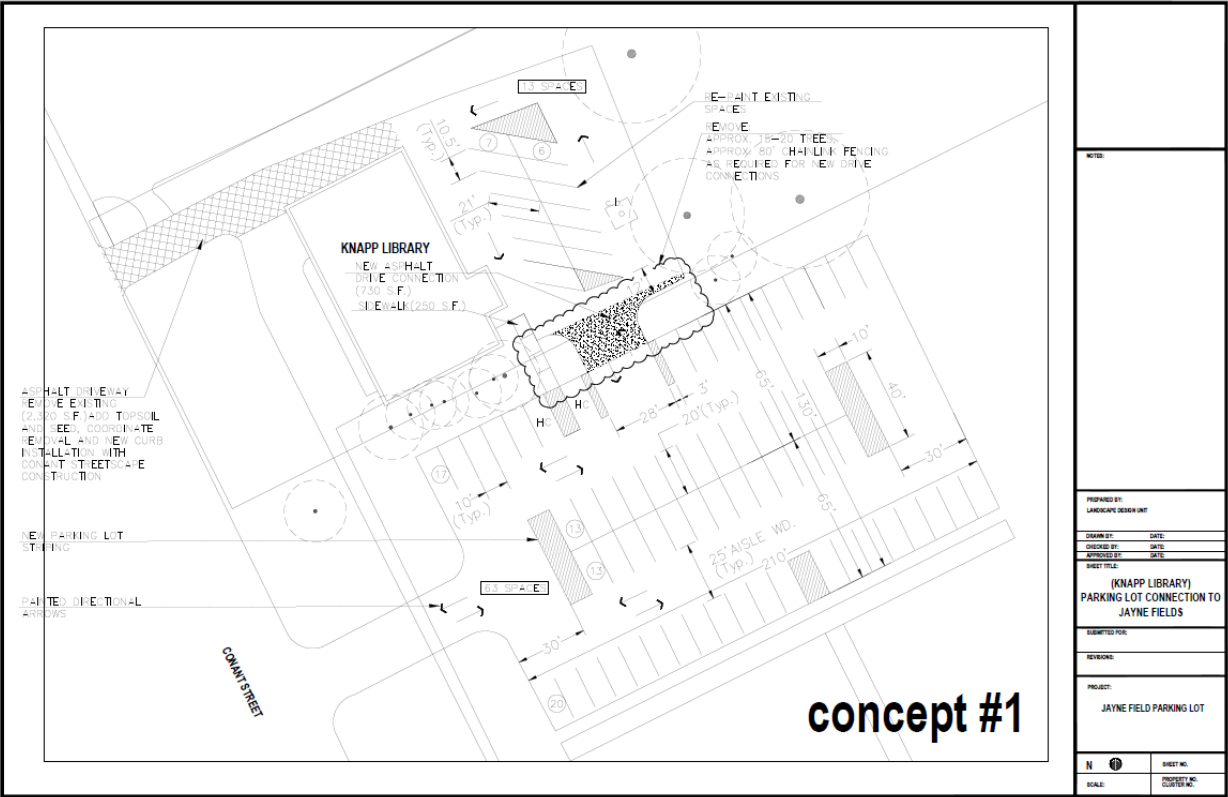 13 SPACES
RE-PAINT EXISTING
SPACES
REMOVE
APPROX. 15-20 TREES,
APPROX. 80' CHAINLINK FENCING
AS REQUIRED FOR NEW DRIVE
CONNECTIONS
10.5'
(Typ.)
7
6
21'
(Typ.)
KNAPP LIBRARY
NEW ASPHALT
DRIVE CONNECTION
(730 S.F.)
SIDEWALK(250 S.F.)
12'
ASPHALT DRIVEWAY
REMOVE EXISTING
(2,320 S.F.)ADD TOPSOIL
AND SEED, COORDINATE
REMOVAL AND NEW CURB
INSTALLATION WITH
CONANT STREETSCAPE
CONSTRUCTION
HC
HC
28'
3'
20'(Typ.)
65'
130'
10'
40'
30'
17
10'
(Typ.)
NEW PARKING LOT
STRIPING
13
13
65'
25' AISLE WD.
(Typ.)
210'
63 SPACES
PAINTED DIRECTIONAL
ARROWS
30'
20
CONANT STREET
concept #1
NOTES:
PREPARED BY:
LANDSCAPE DESIGN UNIT
DRAWN BY: DATE:
CHECKED BY: DATE:
APPROVED BY: DATE:
SHEET TITLE:
(KNAPP LIBRARY)
PARKING LOT CONNECTION TO
JAYNE FIELDS
SUBMITTED FOR:
REVISIONS:
PROJECT:
JAYNE FIELD PARKING LOT
N
SHEET NO.
SCALE:
PROPERTY NO.
CLUSTER NO.